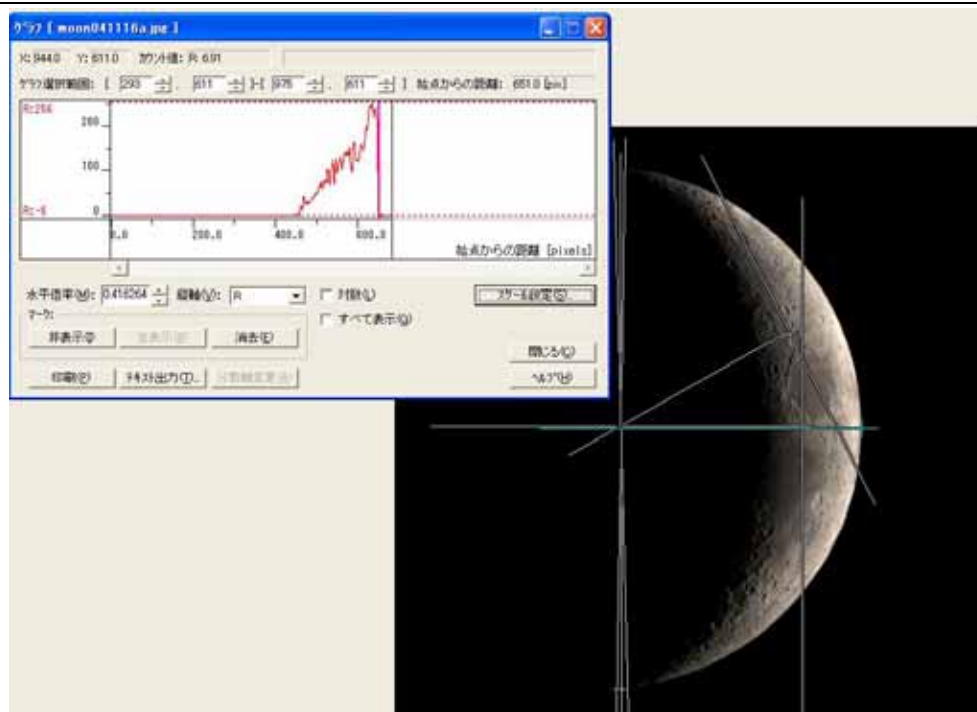 グラフ [ moon041116a.jpg ]
X: 944.0 Y: 611.0 カウント値: R: 6.91
グラフ選択範囲: [ 293 . 611 ]-[ 975 . 611 ] 始点からの距離: 651.0 [pix]
R:256
200
100
R:-6 0
0.0 200.0 400.0 600.0
始点からの距離 [pixels]
水平倍率(M): 0.416264 縦軸(V): R 対数(L) スケール設定(S)...
マーク:
すべて表示(Q)
非表示(I) 消去(E)
閉じる(C)
印刷(P) テキスト出力(T)... ヘルプ(H)